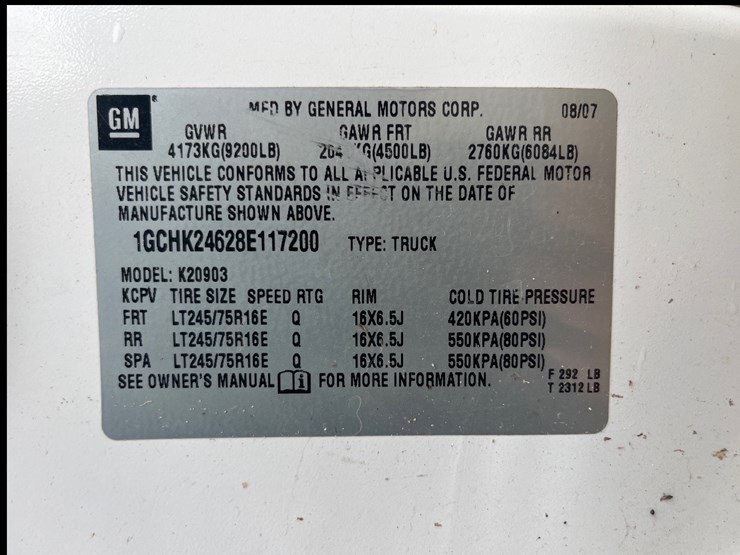 GM ®
MFD BY GENERAL MOTORS CORP. 08/07
GVWR GAWR FRT GAWR RR
4173KG(9200LB) KG(4500LB) 2760KG(6084LB)
THIS VEHICLE CONFORMS TO ALL APPLICABLE U.S. FEDERAL MOTOR
VEHICLE SAFETY STANDARDS IN EFFECT ON THE DATE OF
MANUFACTURE SHOWN ABOVE.
1GCHK24628E117200 TYPE: TRUCK
MODEL: K20903
KCPV TIRE SIZE SPEED RTG RIM COLD TIRE PRESSURE
FRT LT245/75R16E Q 16X6.5J 420KPA(60PSI)
RR LT245/75R16E Q 16X6.5J 550KPA(80PSI)
SPA LT245/75R16E Q 16X6.5J 550KPA(80PSI)
SEE OWNER'S MANUAL i FOR MORE INFORMATION.
F 292 LB
T 2312 LB